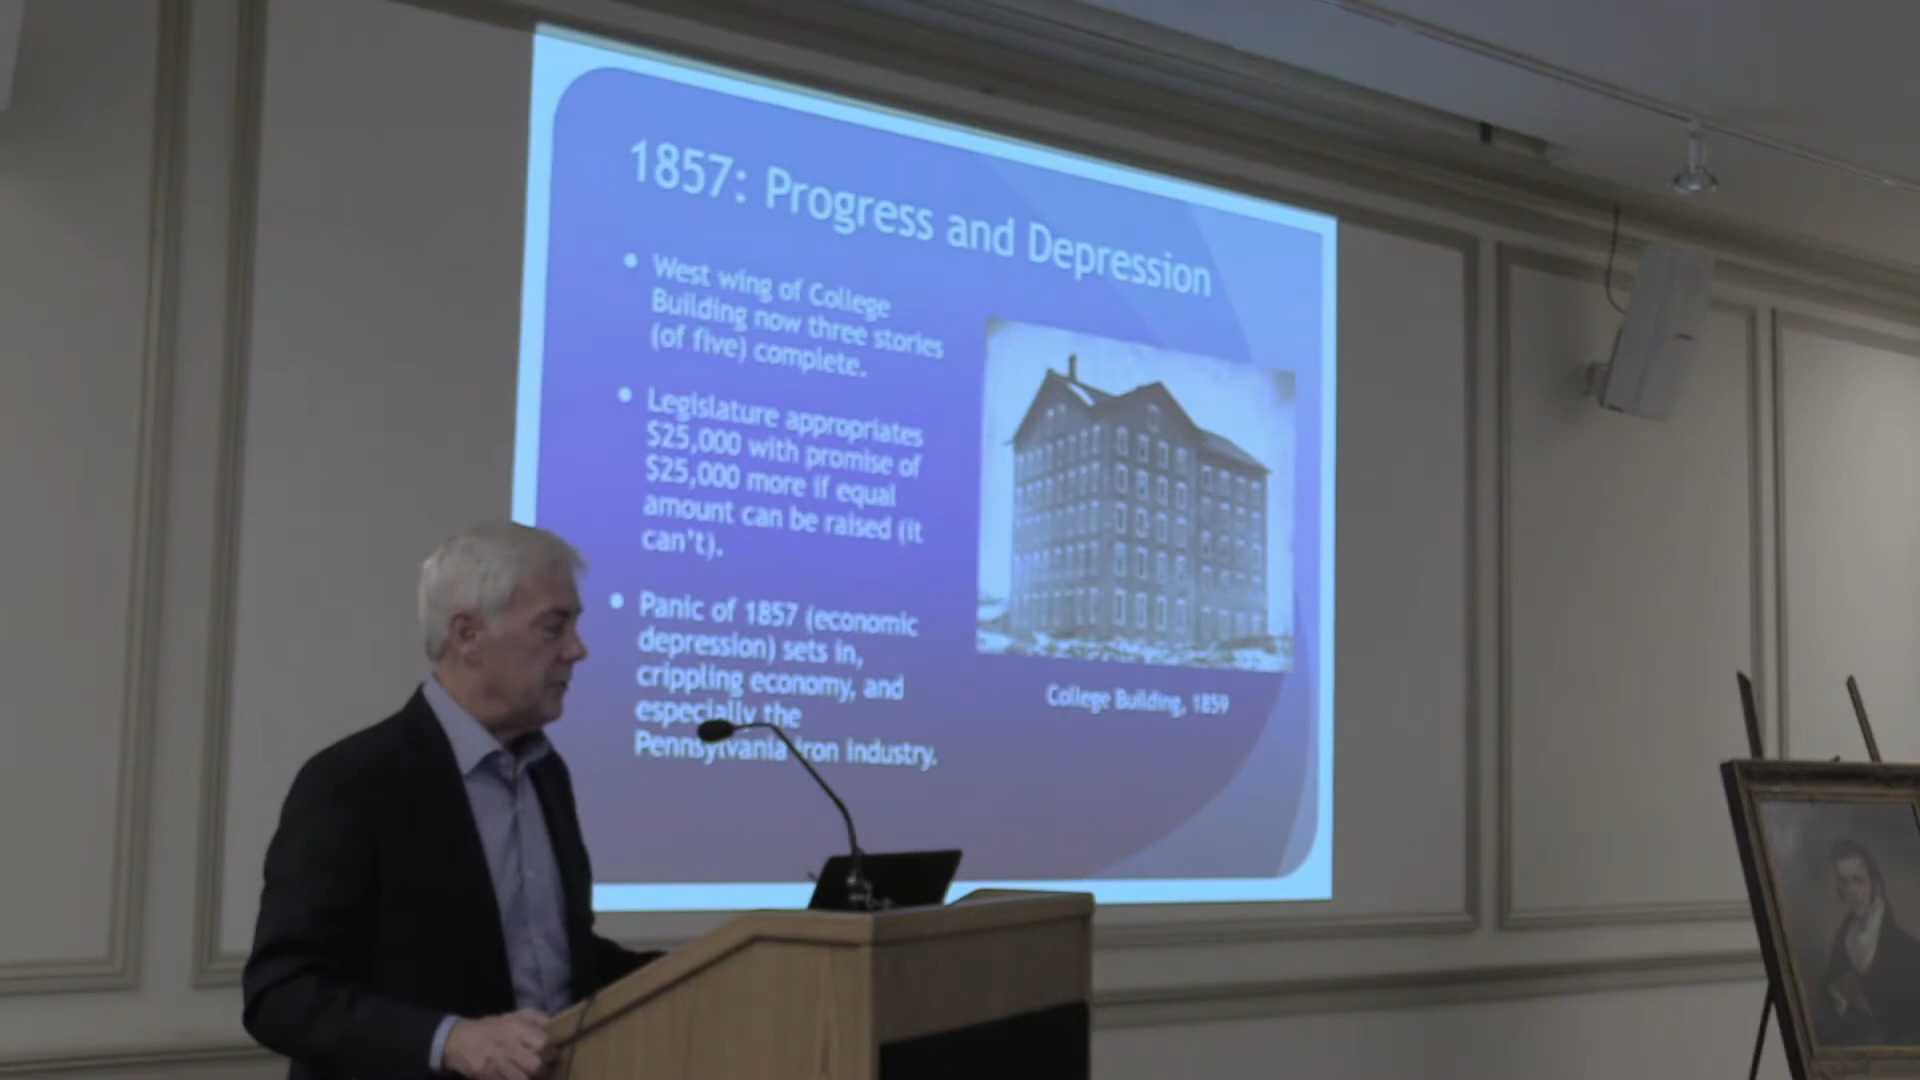 1857: Progress and Depression
• West wing of College
Building now three stories
(of five) complete.
• Legislature appropriates
$25,000 with promise of
$25,000 more if equal
amount can be raised (it
can't).
• Panic of 1857 (economic
depression) sets in,
crippling economy, and
especially the
Pennsylvania iron industry.
College Building, 1859